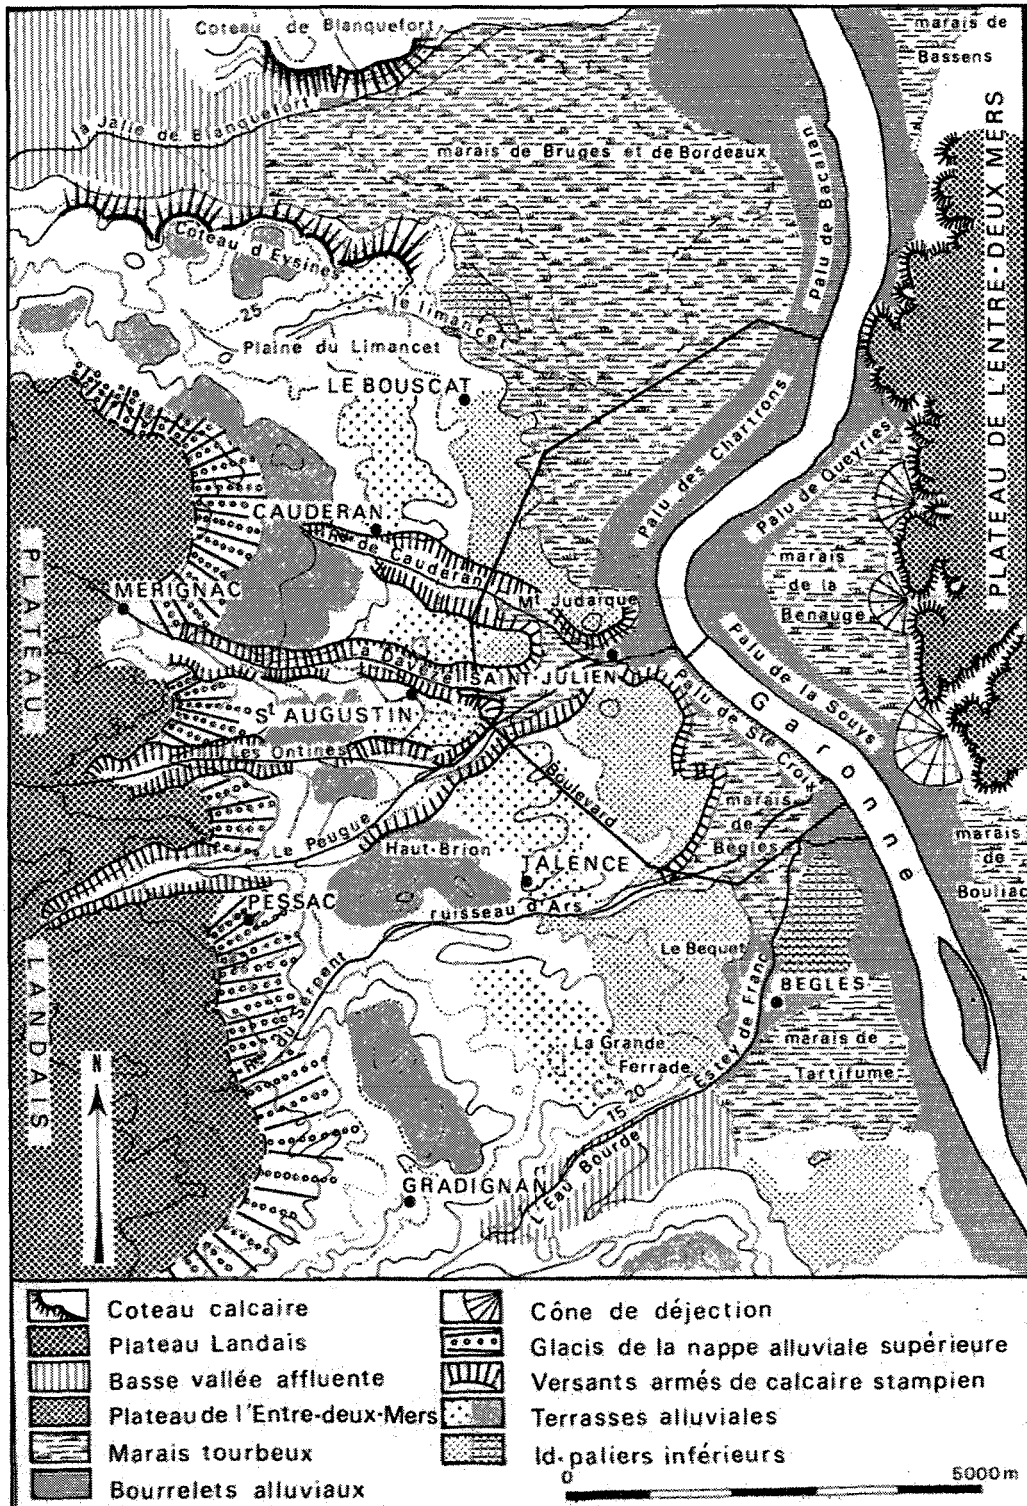 Coteau de Blanquefort
marais de
Bassens
la Jalle de Blanquefort
marais de Bruges et de Bordeaux
Palu de Bacalan
PLATEAU DE L'ENTRE-DEUX MERS
Coteau d'Eysines
25
le limancet
Plaine du Limancet
LE BOUSCAT
Palu des Chartrons
Palu de Queyries
CAUDERAN
de Caudéran
PLATEAU
MERIGNAC
Mt Judaïque
marais
de la
Benauge
SAINT-JULIEN
St AUGUSTIN
Palu de Ste Croix
Palu de la Souys
Garonne
Les Ontines
Boulevard
marais
de
Bègles
Le Peugue
Haut-Brion
TALENCE
marais
de
Bouliac
PESSAC
ruisseau d'Ars
LANDAIS
du Serpent
Le Bequet
Estey de Franc
BEGLES
La Grande
Ferrade
marais de
Tartifume
15 20
N
GRADIGNAN
L'Eau Bourde
Coteau calcaire
Plateau Landais
Basse vallée affluente
Plateau de l'Entre-deux-Mers
Marais tourbeux
Bourrelets alluviaux
Cône de déjection
Glacis de la nappe alluviale supérieure
Versants armés de calcaire stampien
Terrasses alluviales
Id. paliers inférieurs
0 5000m